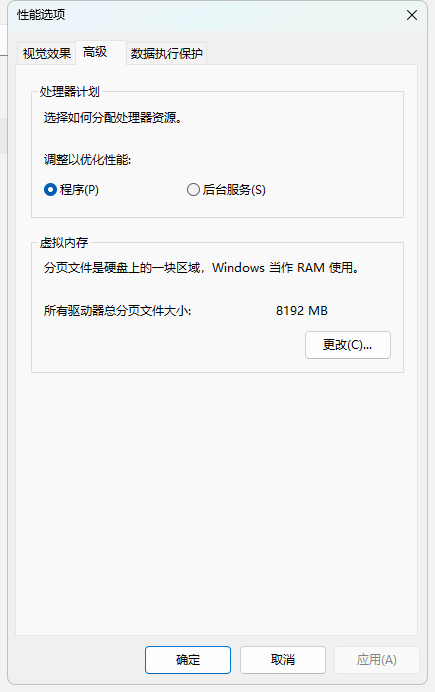 性能选项
视觉效果 高级 数据执行保护
处理器计划
选择如何分配处理器资源。
调整以优化性能:
程序(P) 后台服务(S)
虚拟内存
分页文件是硬盘上的一块区域，Windows 当作 RAM 使用。
所有驱动器总分页文件大小: 8192 MB
更改(C)...
确定 取消 应用(A)